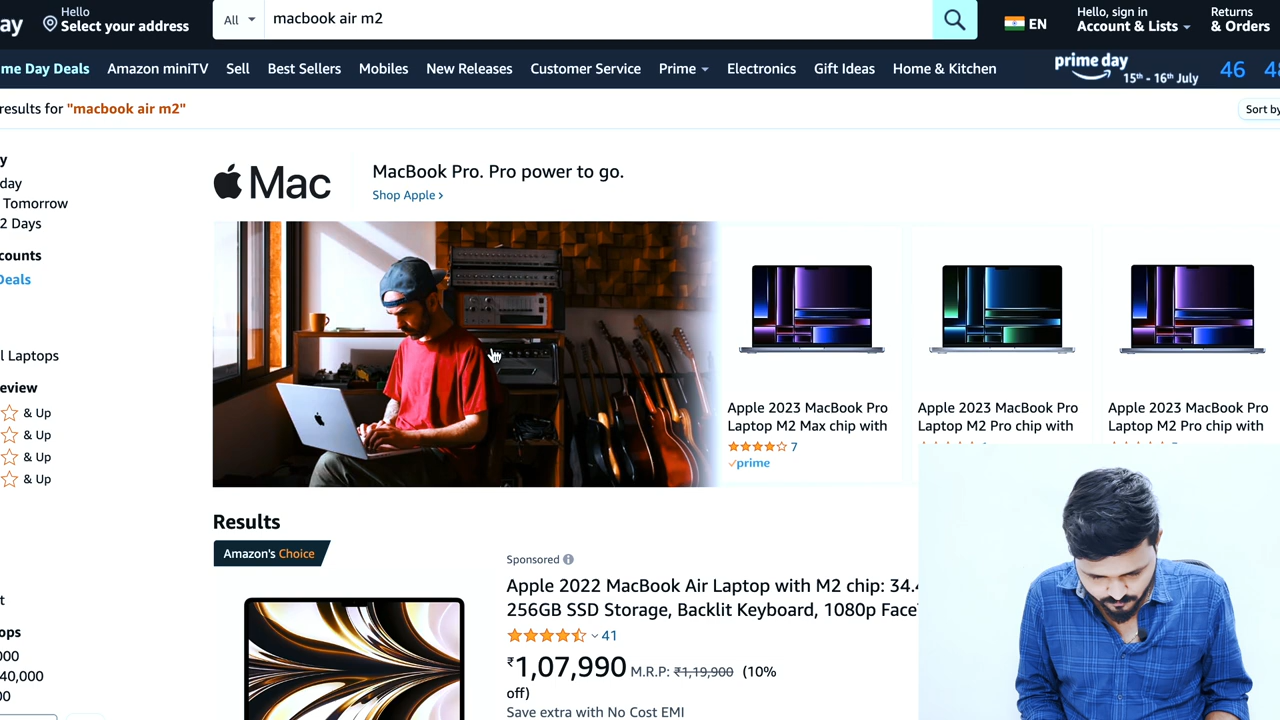 ay
Hello
Select your address
All
macbook air m2
EN
Hello, sign in
Account & Lists
Returns
& Orders
me Day Deals
Amazon miniTV
Sell
Best Sellers
Mobiles
New Releases
Customer Service
Prime
Electronics
Gift Ideas
Home & Kitchen
prime day
15th - 16th July
46
results for "macbook air m2"
Sort by
y
day
Tomorrow
2 Days
counts
Deals
l Laptops
eview
& Up
& Up
& Up
& Up
t
ops
000
40,000
00
Mac
MacBook Pro. Pro power to go.
Shop Apple ›
Apple 2023 MacBook Pro
Laptop M2 Max chip with
7
prime
Apple 2023 MacBook Pro
Laptop M2 Pro chip with
Apple 2023 MacBook Pro
Laptop M2 Pro chip with
Results
Amazon's Choice
Sponsored
Apple 2022 MacBook Air Laptop with M2 chip: 34.
256GB SSD Storage, Backlit Keyboard, 1080p Face
41
₹1,07,990 M.R.P: ₹1,19,900 (10%
off)
Save extra with No Cost EMI